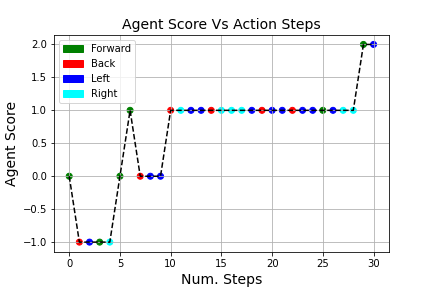 Agent Score Vs Action Steps
Agent Score
2.0
1.5
1.0
0.5
0.0
−0.5
−1.0
Forward
Back
Left
Right
0 5 10 15 20 25 30
Num. Steps